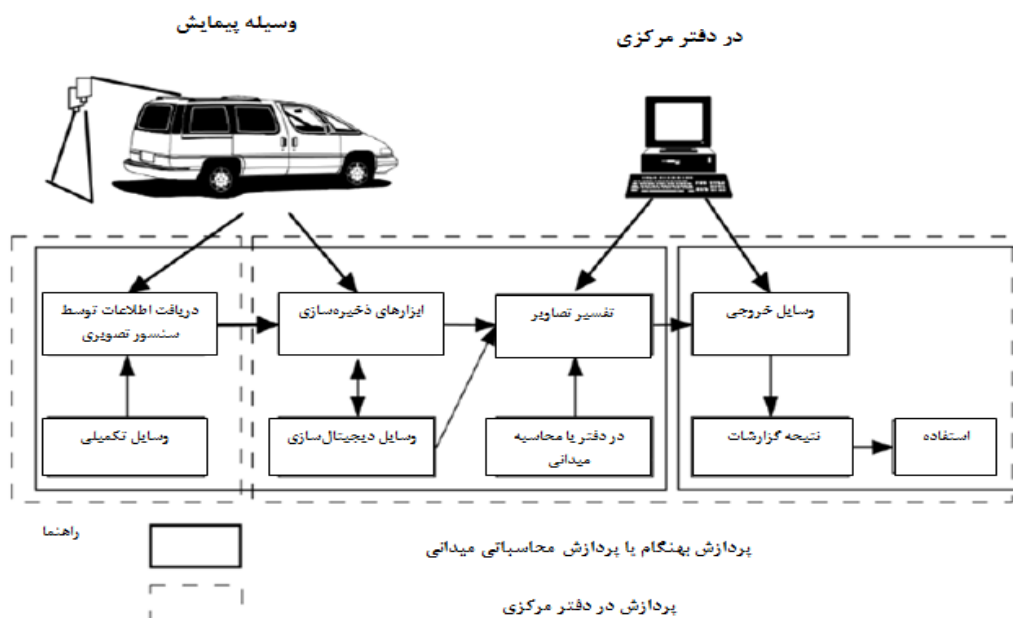 وسیله پیمایش
در دفتر مرکزی
دریافت اطلاعات توسط
سنسور تصویری
ابزارهای ذخیره‌سازی
تفسیر تصاویر
وسایل خروجی
وسایل تکمیلی
وسایل دیجیتال‌سازی
در دفتر یا محاسبه
میدانی
نتیجه گزارشات
استفاده
راهنما
پردازش بهنگام یا پردازش محاسباتی میدانی
پردازش در دفتر مرکزی